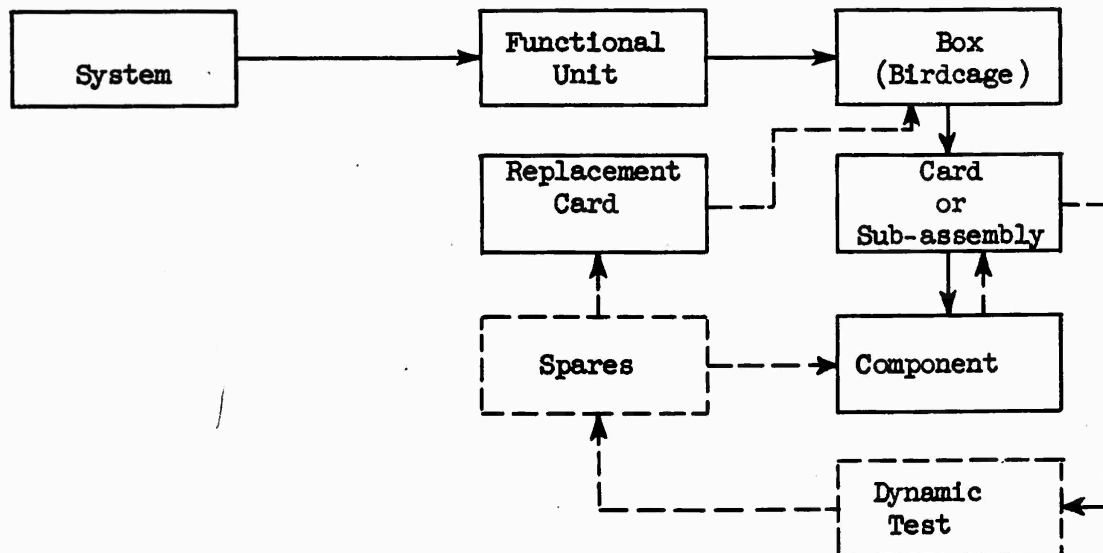 System
Functional
Unit
Box
(Birdcage)
Replacement
Card
Card
or
Sub-assembly
Spares
Component
Dynamic
Test